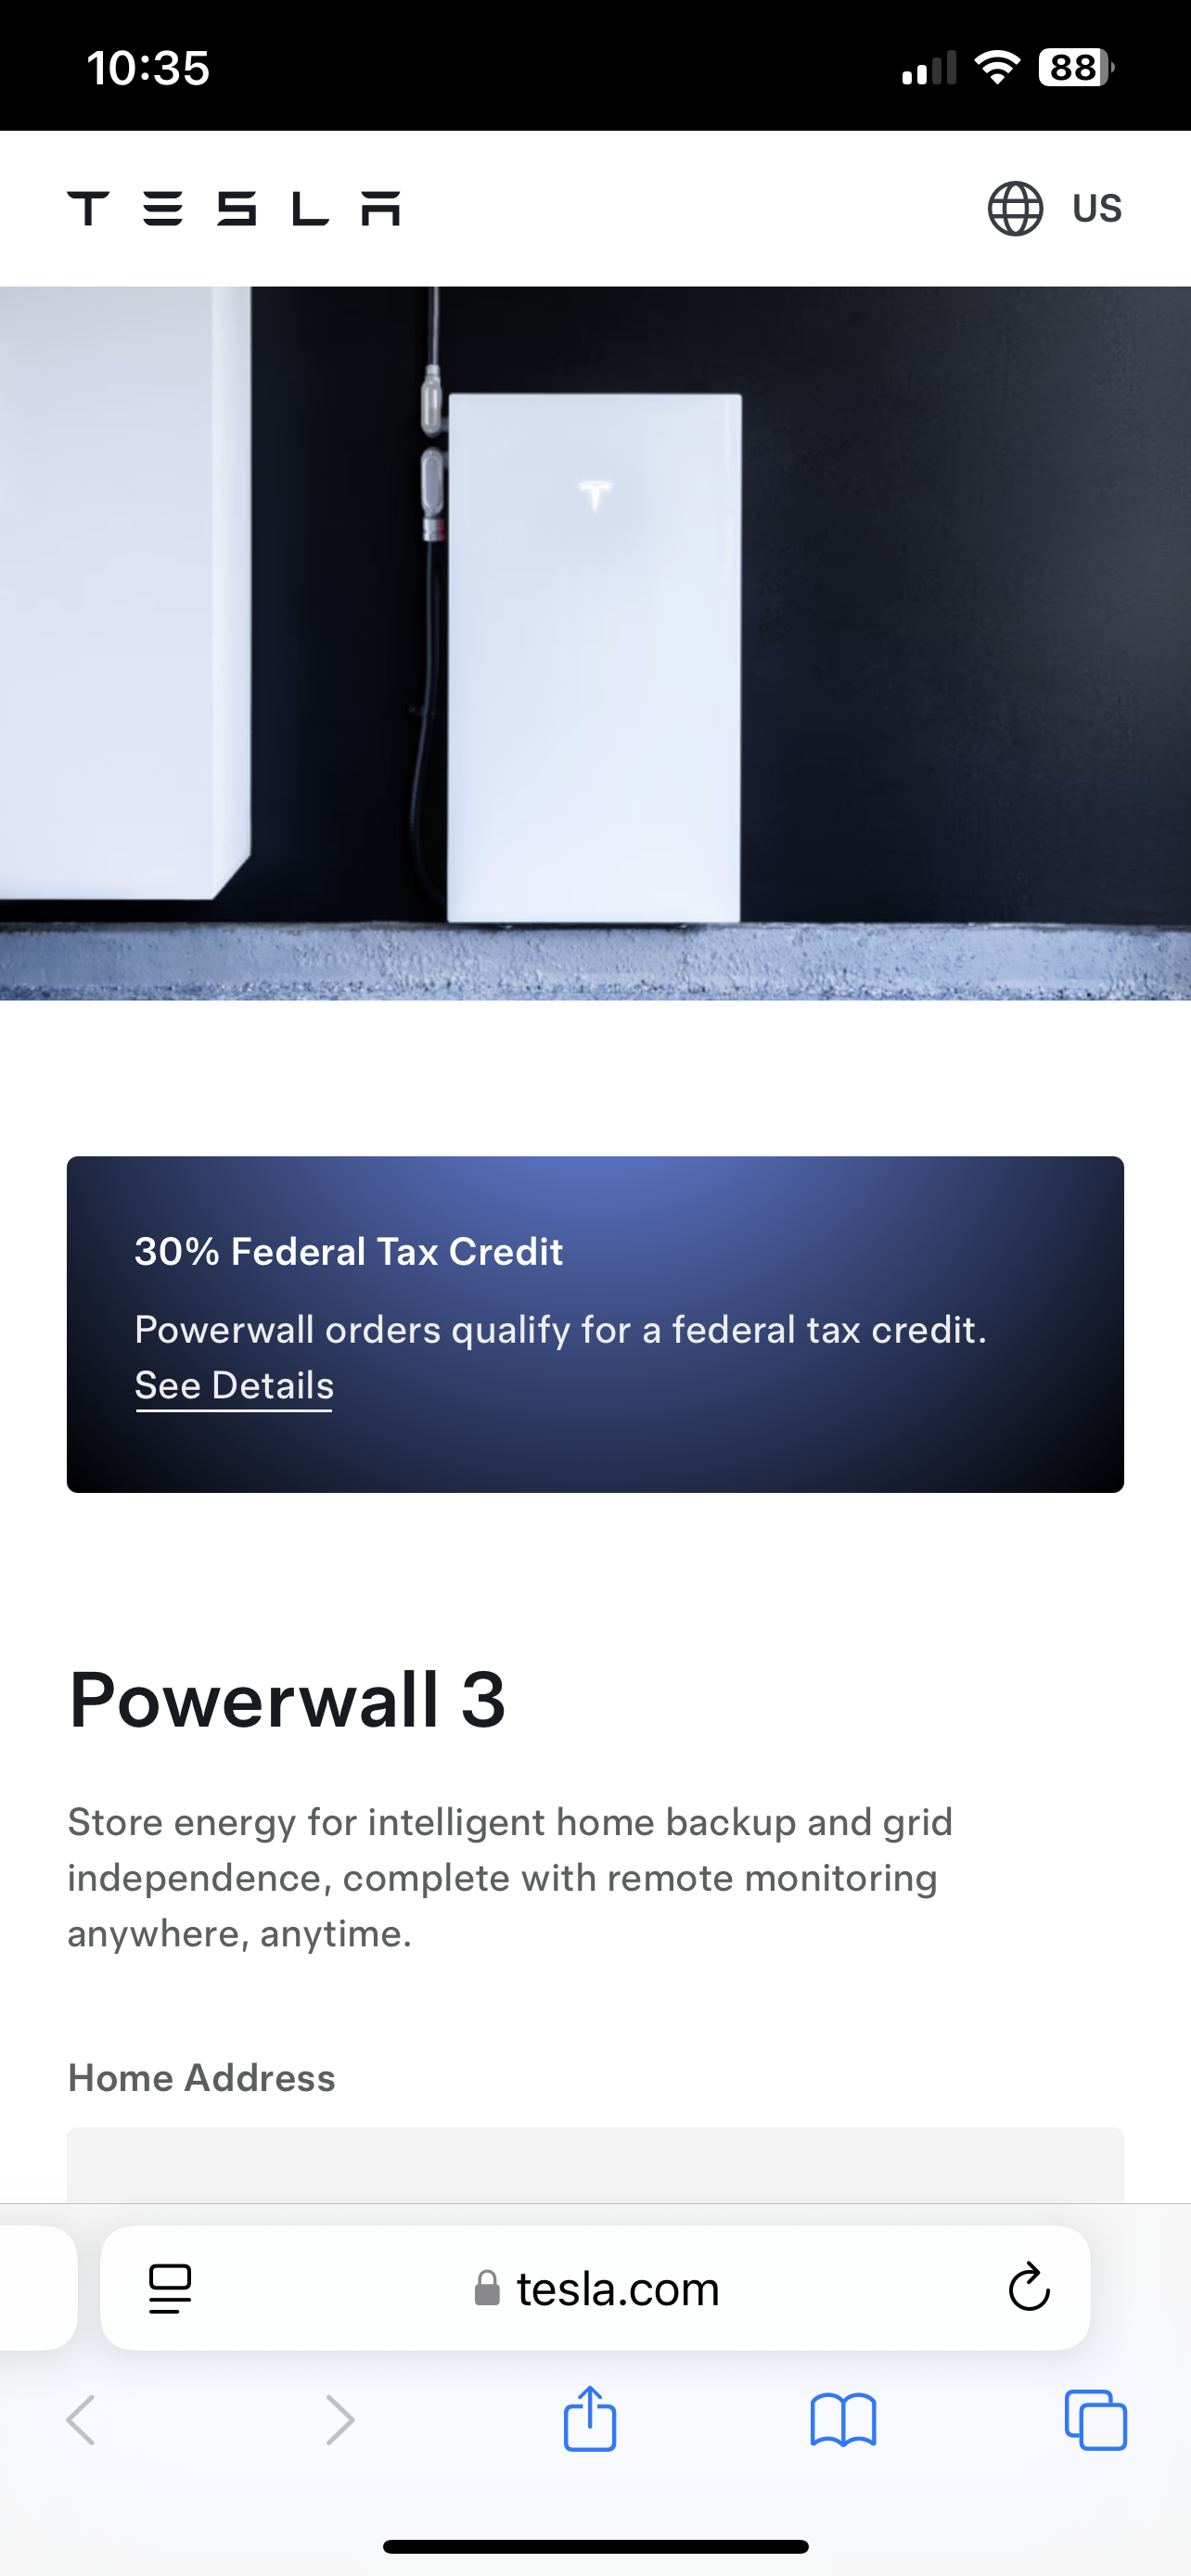 10:35
88
TESLA
US
30% Federal Tax Credit
Powerwall orders qualify for a federal tax credit.
See Details
Powerwall 3
Store energy for intelligent home backup and grid
independence, complete with remote monitoring
anywhere, anytime.
Home Address
tesla.com